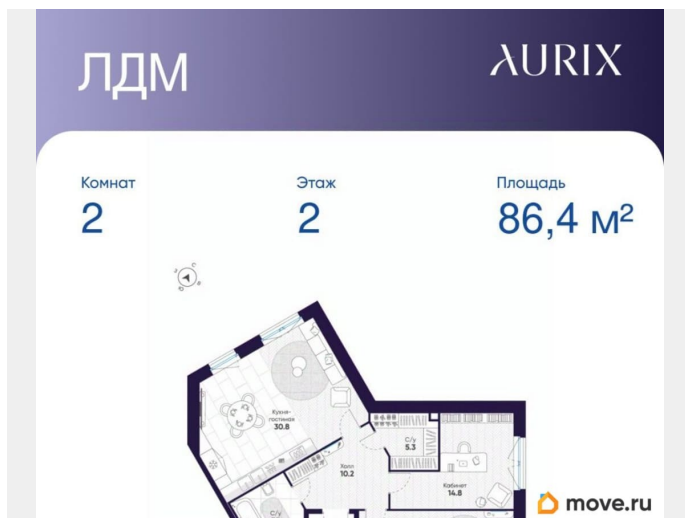 ЛДМ
AURIX
Комнат
Этаж
Площадь
2
2
86,4 м²
Кухня-
гостиная
30.8
С/у
5.3
Холл
10.2
Кабинет
14.8
С/у
move.ru